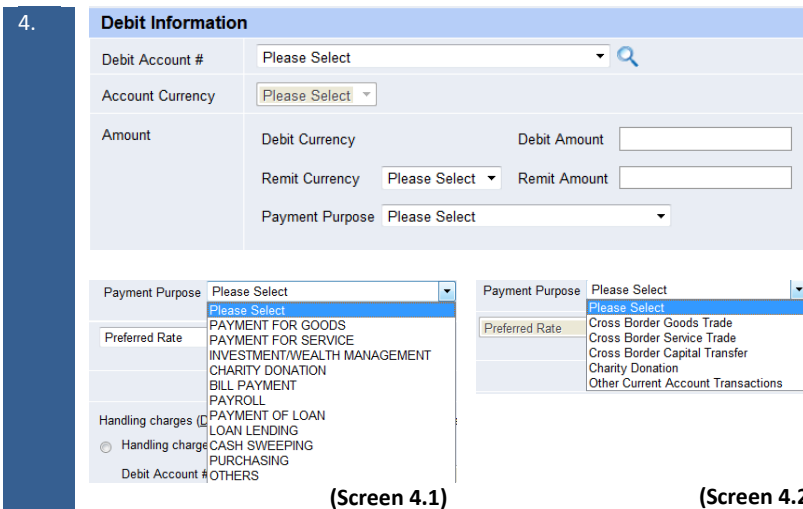 4.
Debit Information
Debit Account # Please Select
Account Currency Please Select
Amount Debit Currency Debit Amount
Remit Currency Please Select Remit Amount
Payment Purpose Please Select
Payment Purpose Please Select
Please Select
PAYMENT FOR GOODS
Preferred Rate PAYMENT FOR SERVICE
INVESTMENT/WEALTH MANAGEMENT
CHARITY DONATION
BILL PAYMENT
PAYROLL
Handling charges (D PAYMENT OF LOAN
LOAN LENDING
Handling charge CASH SWEEPING
PURCHASING
Debit Account # OTHERS
(Screen 4.1)
Payment Purpose Please Select
Please Select
Preferred Rate Cross Border Goods Trade
Cross Border Service Trade
Cross Border Capital Transfer
Charity Donation
Other Current Account Transactions
(Screen 4.2